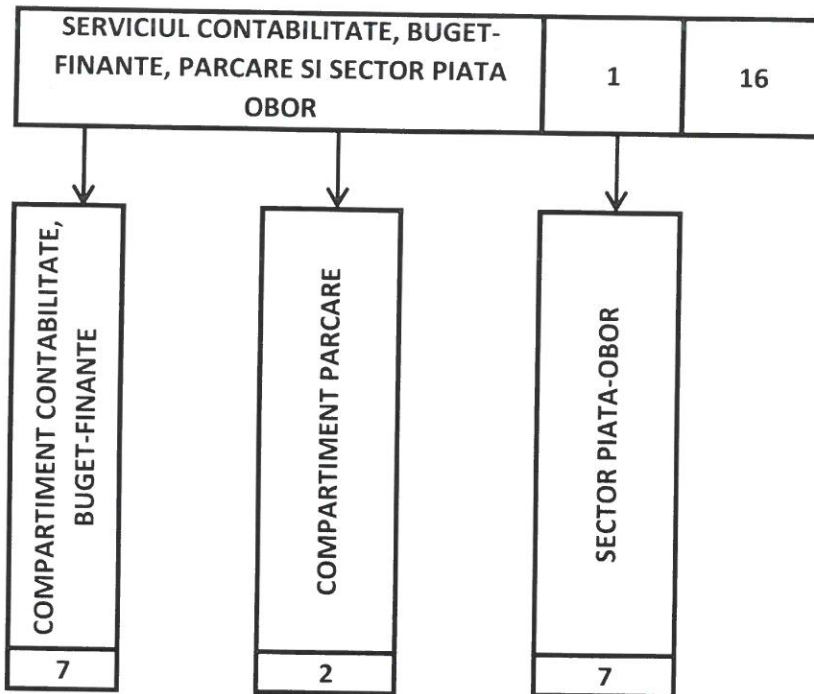 SERVICIUL CONTABILITATE, BUGET-
FINANTE, PARCARE SI SECTOR PIATA
OBOR
1
16
COMPARTIMENT CONTABILITATE,
BUGET-FINANTE
7
COMPARTIMENT PARCARE
2
SECTOR PIATA-OBOR
7